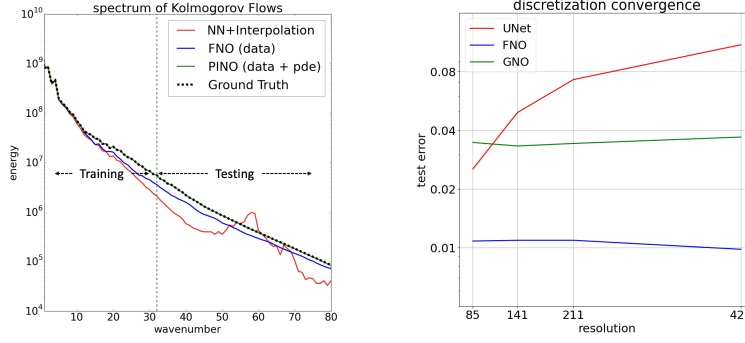 spectrum of Kolmogorov Flows
10^10
10^9
10^8
10^7
10^6
10^5
10^4
energy
NN+Interpolation
FNO (data)
PINO (data + pde)
Ground Truth
Training
Testing
10 20 30 40 50 60 70 80
wavenumber
discretization convergence
UNet
FNO
GNO
0.08
0.04
0.02
0.01
test error
85 141 211 42
resolution